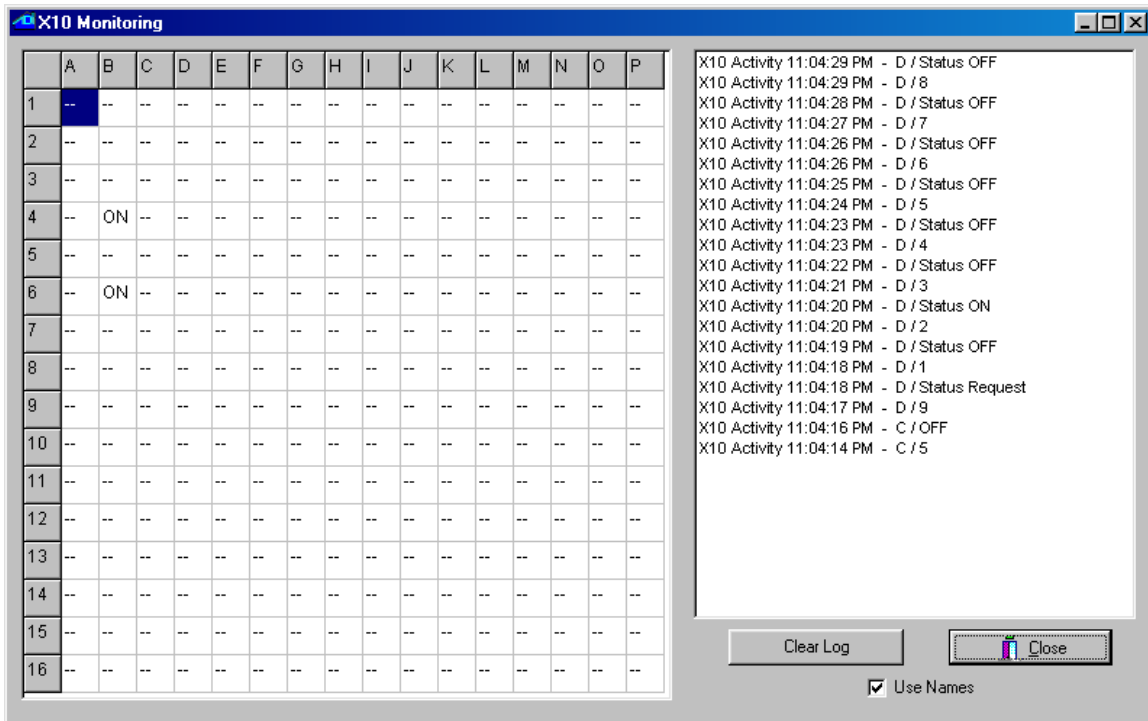 X10 Monitoring
A B C D E F G H I J K L M N O P
1 -- -- -- -- -- -- -- -- -- -- -- -- -- -- -- --
2 -- -- -- -- -- -- -- -- -- -- -- -- -- -- -- --
3 -- -- -- -- -- -- -- -- -- -- -- -- -- -- -- --
4 -- ON -- -- -- -- -- -- -- -- -- -- -- -- -- --
5 -- -- -- -- -- -- -- -- -- -- -- -- -- -- -- --
6 -- ON -- -- -- -- -- -- -- -- -- -- -- -- -- --
7 -- -- -- -- -- -- -- -- -- -- -- -- -- -- -- --
8 -- -- -- -- -- -- -- -- -- -- -- -- -- -- -- --
9 -- -- -- -- -- -- -- -- -- -- -- -- -- -- -- --
10 -- -- -- -- -- -- -- -- -- -- -- -- -- -- -- --
11 -- -- -- -- -- -- -- -- -- -- -- -- -- -- -- --
12 -- -- -- -- -- -- -- -- -- -- -- -- -- -- -- --
13 -- -- -- -- -- -- -- -- -- -- -- -- -- -- -- --
14 -- -- -- -- -- -- -- -- -- -- -- -- -- -- -- --
15 -- -- -- -- -- -- -- -- -- -- -- -- -- -- -- --
16 -- -- -- -- -- -- -- -- -- -- -- -- -- -- -- --
X10 Activity 11:04:29 PM - D / Status OFF
X10 Activity 11:04:29 PM - D / 8
X10 Activity 11:04:28 PM - D / Status OFF
X10 Activity 11:04:27 PM - D / 7
X10 Activity 11:04:26 PM - D / Status OFF
X10 Activity 11:04:26 PM - D / 6
X10 Activity 11:04:25 PM - D / Status OFF
X10 Activity 11:04:24 PM - D / 5
X10 Activity 11:04:23 PM - D / Status OFF
X10 Activity 11:04:23 PM - D / 4
X10 Activity 11:04:22 PM - D / Status OFF
X10 Activity 11:04:21 PM - D / 3
X10 Activity 11:04:20 PM - D / Status ON
X10 Activity 11:04:20 PM - D / 2
X10 Activity 11:04:19 PM - D / Status OFF
X10 Activity 11:04:18 PM - D / 1
X10 Activity 11:04:18 PM - D / Status Request
X10 Activity 11:04:17 PM - D / 9
X10 Activity 11:04:16 PM - C / OFF
X10 Activity 11:04:14 PM - C / 5
Clear Log
Close
Use Names